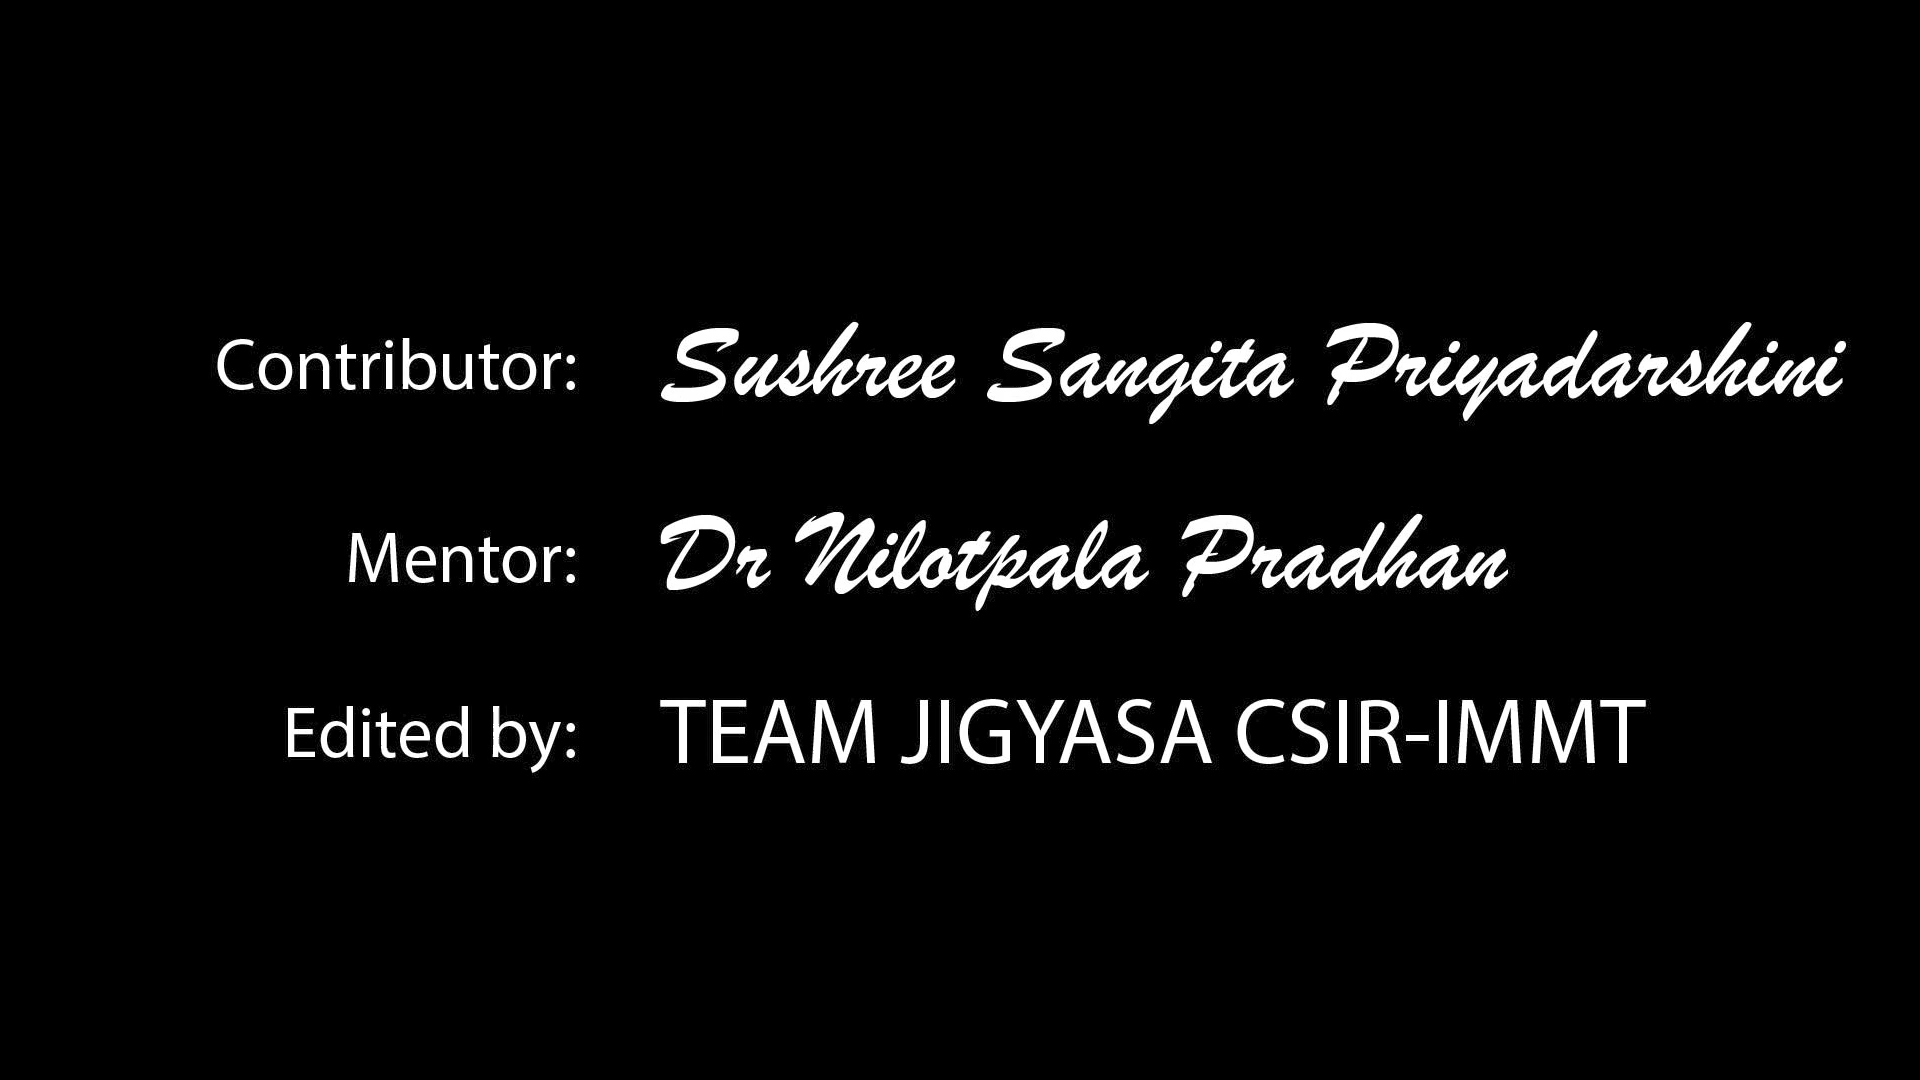 Contributor: Sushree Sangita Priyadarshini
Mentor: Dr Nilotpala Pradhan
Edited by: TEAM JIGYASA CSIR-IMMT